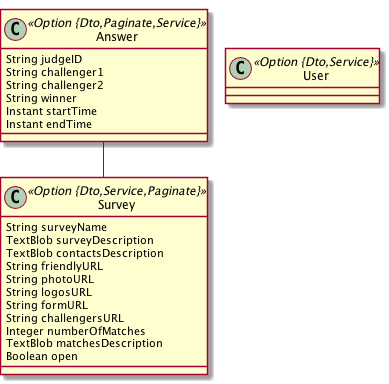 C «Option {Dto,Paginate,Service}»
Answer
String judgeID
String challenger1
String challenger2
String winner
Instant startTime
Instant endTime
C «Option {Dto,Service}»
User
C «Option {Dto,Service,Paginate}»
Survey
String surveyName
TextBlob surveyDescription
TextBlob contactsDescription
String friendlyURL
String photoURL
String logosURL
String formURL
String challengersURL
Integer numberOfMatches
TextBlob matchesDescription
Boolean open